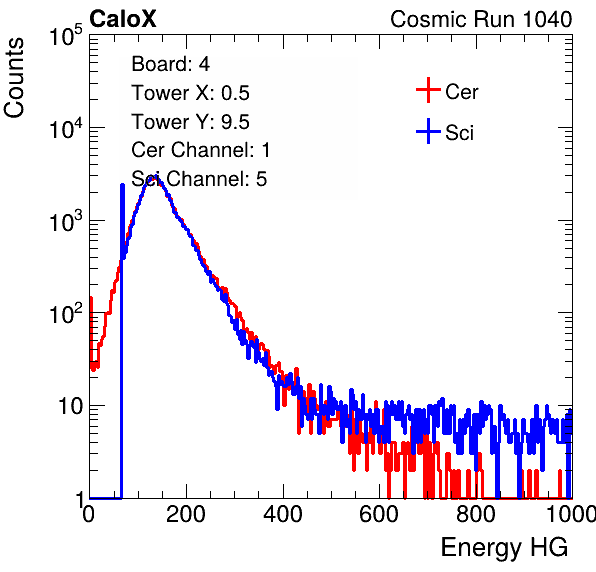 CaloX
Cosmic Run 1040
Counts
Board: 4
Tower X: 0.5
Tower Y: 9.5
Cer Channel: 1
Sci Channel: 5
Cer
Sci
10^5
10^4
10^3
10^2
10
1
0 200 400 600 800 1000
Energy HG